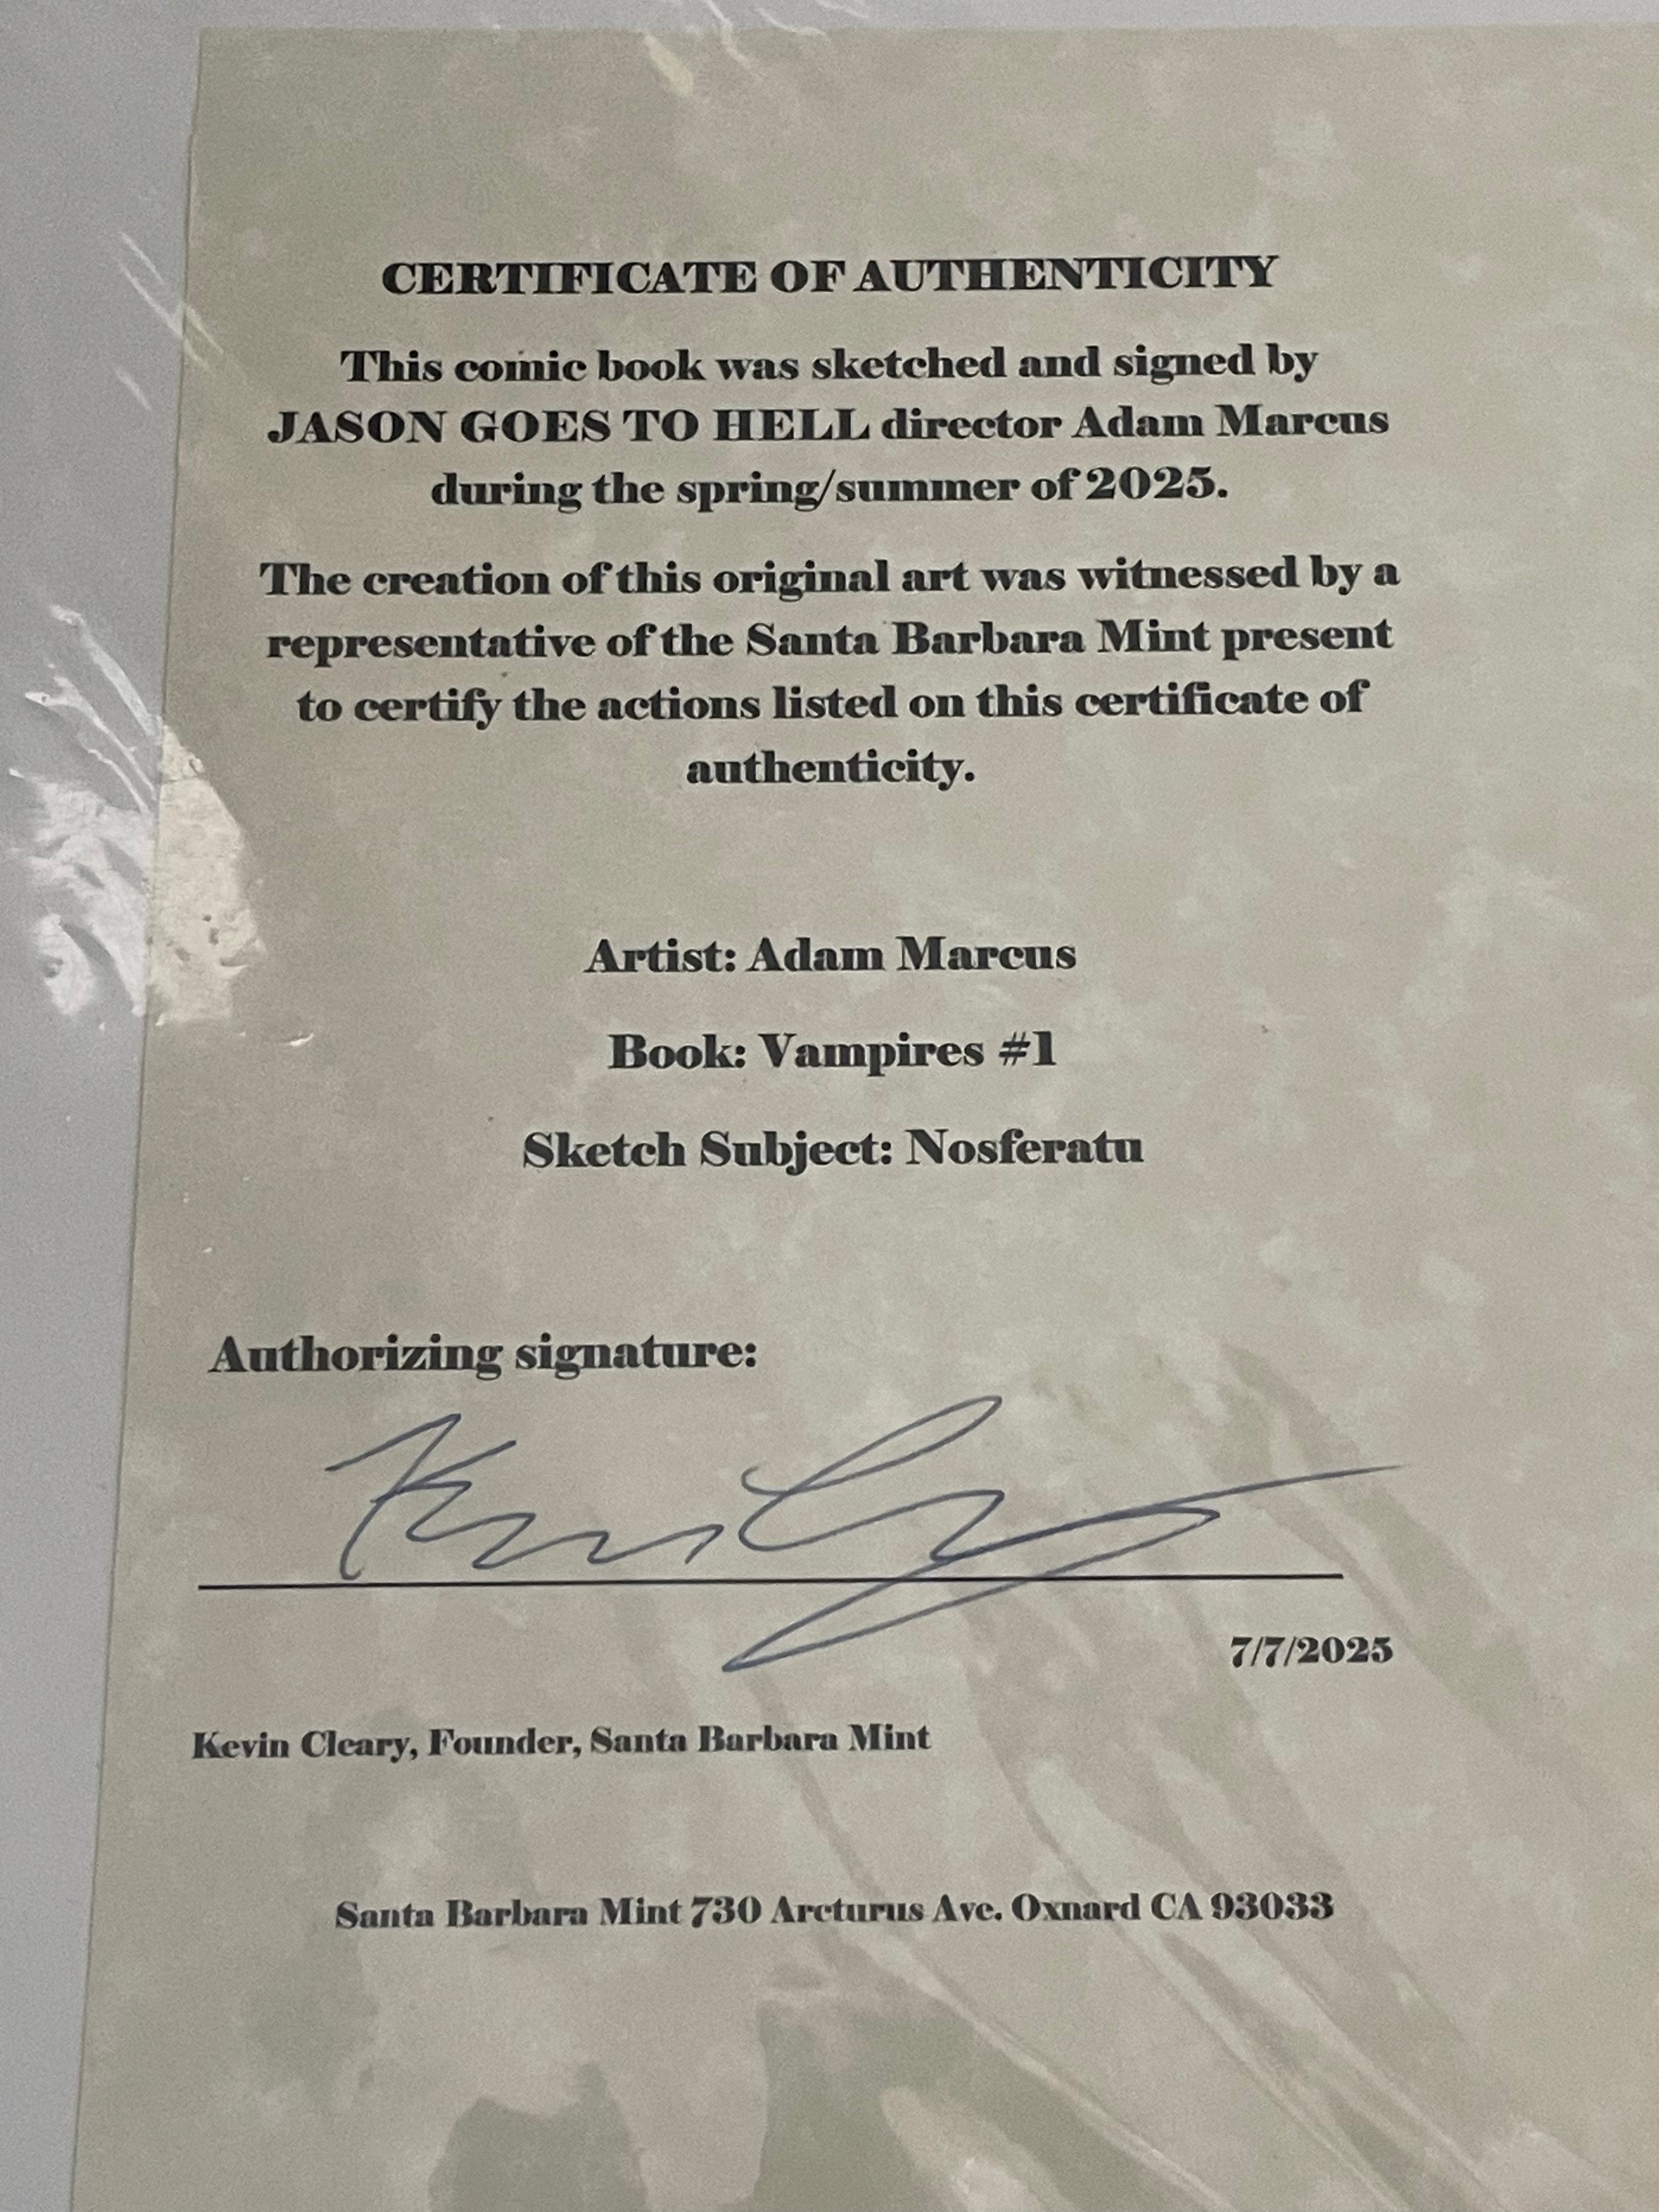 CERTIFICATE OF AUTHENTICITY
This comic book was sketched and signed by
JASON GOES TO HELL director Adam Marcus
during the spring/summer of 2025.
The creation of this original art was witnessed by a
representative of the Santa Barbara Mint present
to certify the actions listed on this certificate of
authenticity.
Artist: Adam Marcus
Book: Vampires #1
Sketch Subject: Nosferatu
Authorizing signature:
7/7/2025
Kevin Cleary, Founder, Santa Barbara Mint
Santa Barbara Mint 730 Arcturus Ave. Oxnard CA 93033